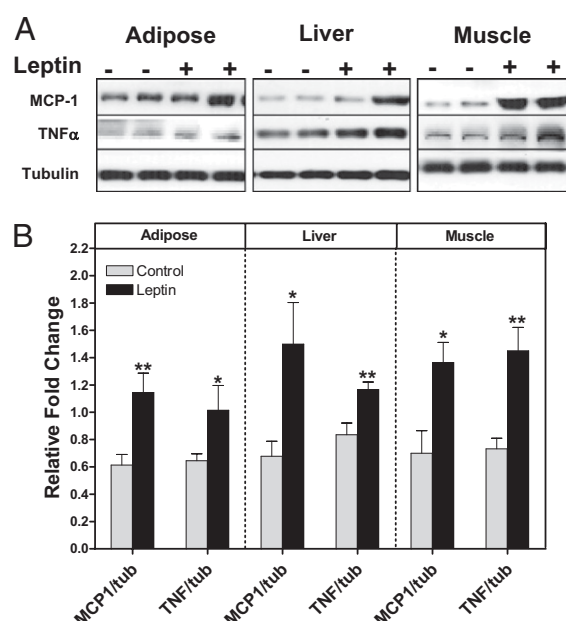 A
Adipose Liver Muscle
Leptin - - + + - - + + - - + +
MCP-1
TNFα
Tubulin
B
Adipose Liver Muscle
2.2
2.0
1.8
1.6
1.4
1.2
1.0
0.8
0.6
0.4
0.2
0.0
Relative Fold Change
Control
Leptin
** * * ** * **
MCP1/tub TNF/tub MCP1/tub TNF/tub MCP1/tub TNF/tub